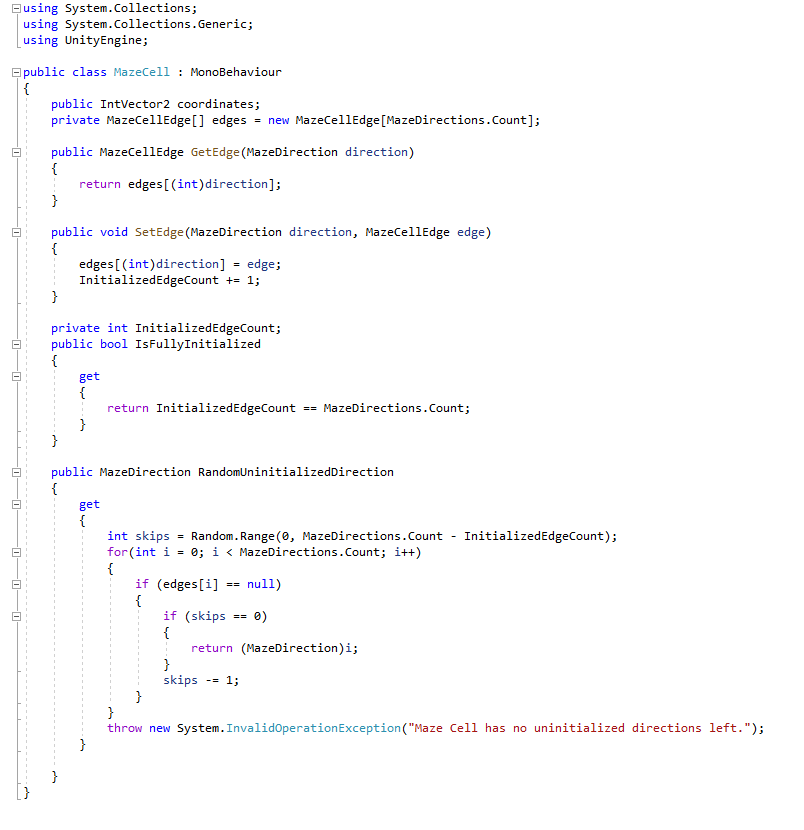 using System.Collections;
using System.Collections.Generic;
using UnityEngine;
public class MazeCell : MonoBehaviour
{
public IntVector2 coordinates;
private MazeCellEdge[] edges = new MazeCellEdge[MazeDirections.Count];
public MazeCellEdge GetEdge(MazeDirection direction)
{
return edges[(int)direction];
}
public void SetEdge(MazeDirection direction, MazeCellEdge edge)
{
edges[(int)direction] = edge;
InitializedEdgeCount += 1;
}
private int InitializedEdgeCount;
public bool IsFullyInitialized
{
get
{
return InitializedEdgeCount == MazeDirections.Count;
}
}
public MazeDirection RandomUninitializedDirection
{
get
{
int skips = Random.Range(0, MazeDirections.Count - InitializedEdgeCount);
for(int i = 0; i < MazeDirections.Count; i++)
{
if (edges[i] == null)
{
if (skips == 0)
{
return (MazeDirection)i;
}
skips -= 1;
}
}
throw new System.InvalidOperationException("Maze Cell has no uninitialized directions left.");
}
}
}